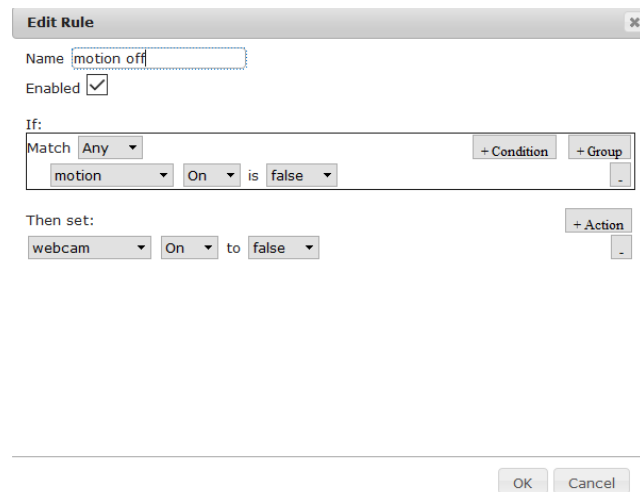 Edit Rule
Name motion off
Enabled
If:
Match Any + Condition + Group
motion On is false -
Then set: + Action
webcam On to false -
OK Cancel